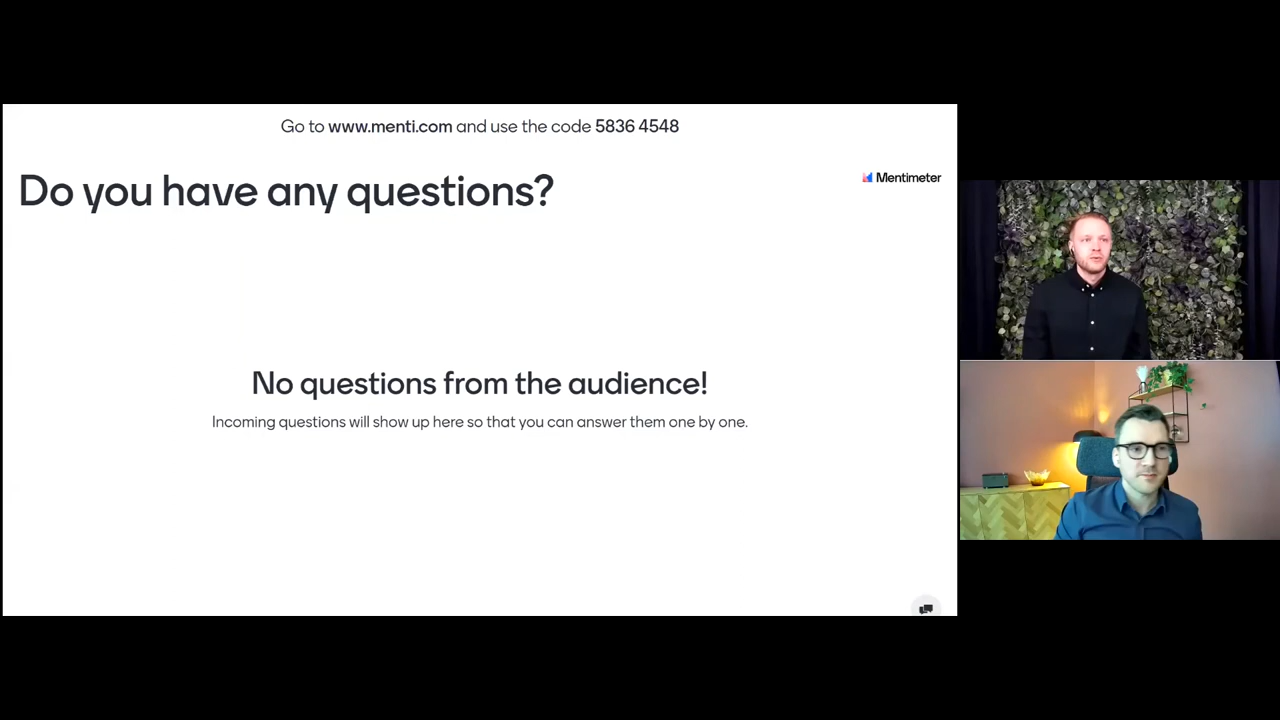 Go to www.menti.com and use the code 5836 4548
Do you have any questions?
Mentimeter
No questions from the audience!
Incoming questions will show up here so that you can answer them one by one.